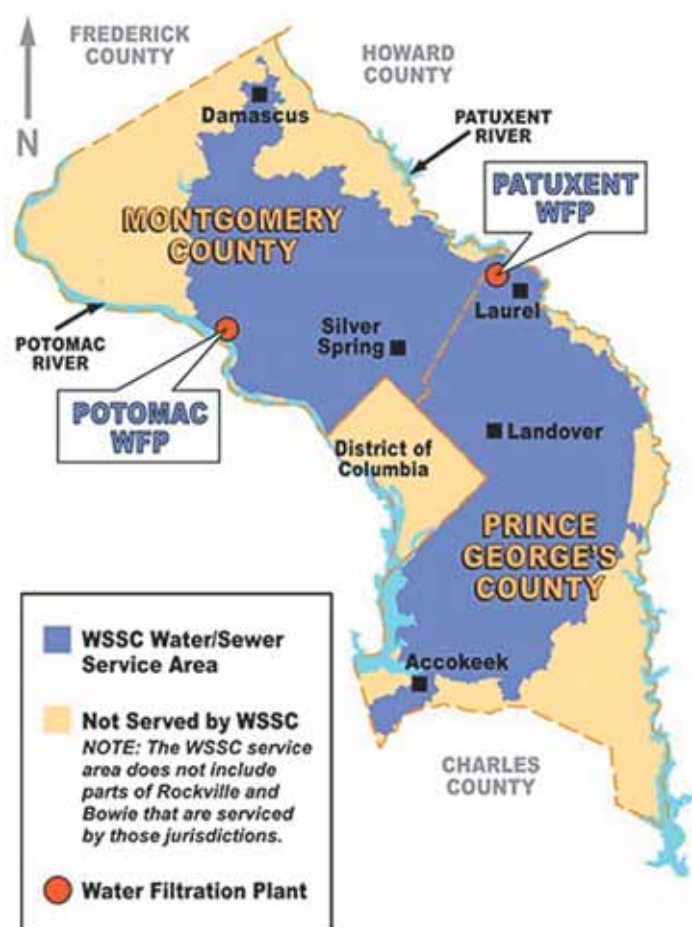 FREDERICK
COUNTY
HOWARD
COUNTY
N
Damascus
PATUXENT
RIVER
PATUXENT
WFP
MONTGOMERY
COUNTY
Laurel
POTOMAC
RIVER
Silver
Spring
POTOMAC
WFP
Landover
District of
Columbia
PRINCE
GEORGE'S
COUNTY
Accokeek
CHARLES
COUNTY
WSSC Water/Sewer
Service Area
Not Served by WSSC
NOTE: The WSSC service
area does not include
parts of Rockville and
Bowie that are serviced
by those jurisdictions.
Water Filtration Plant